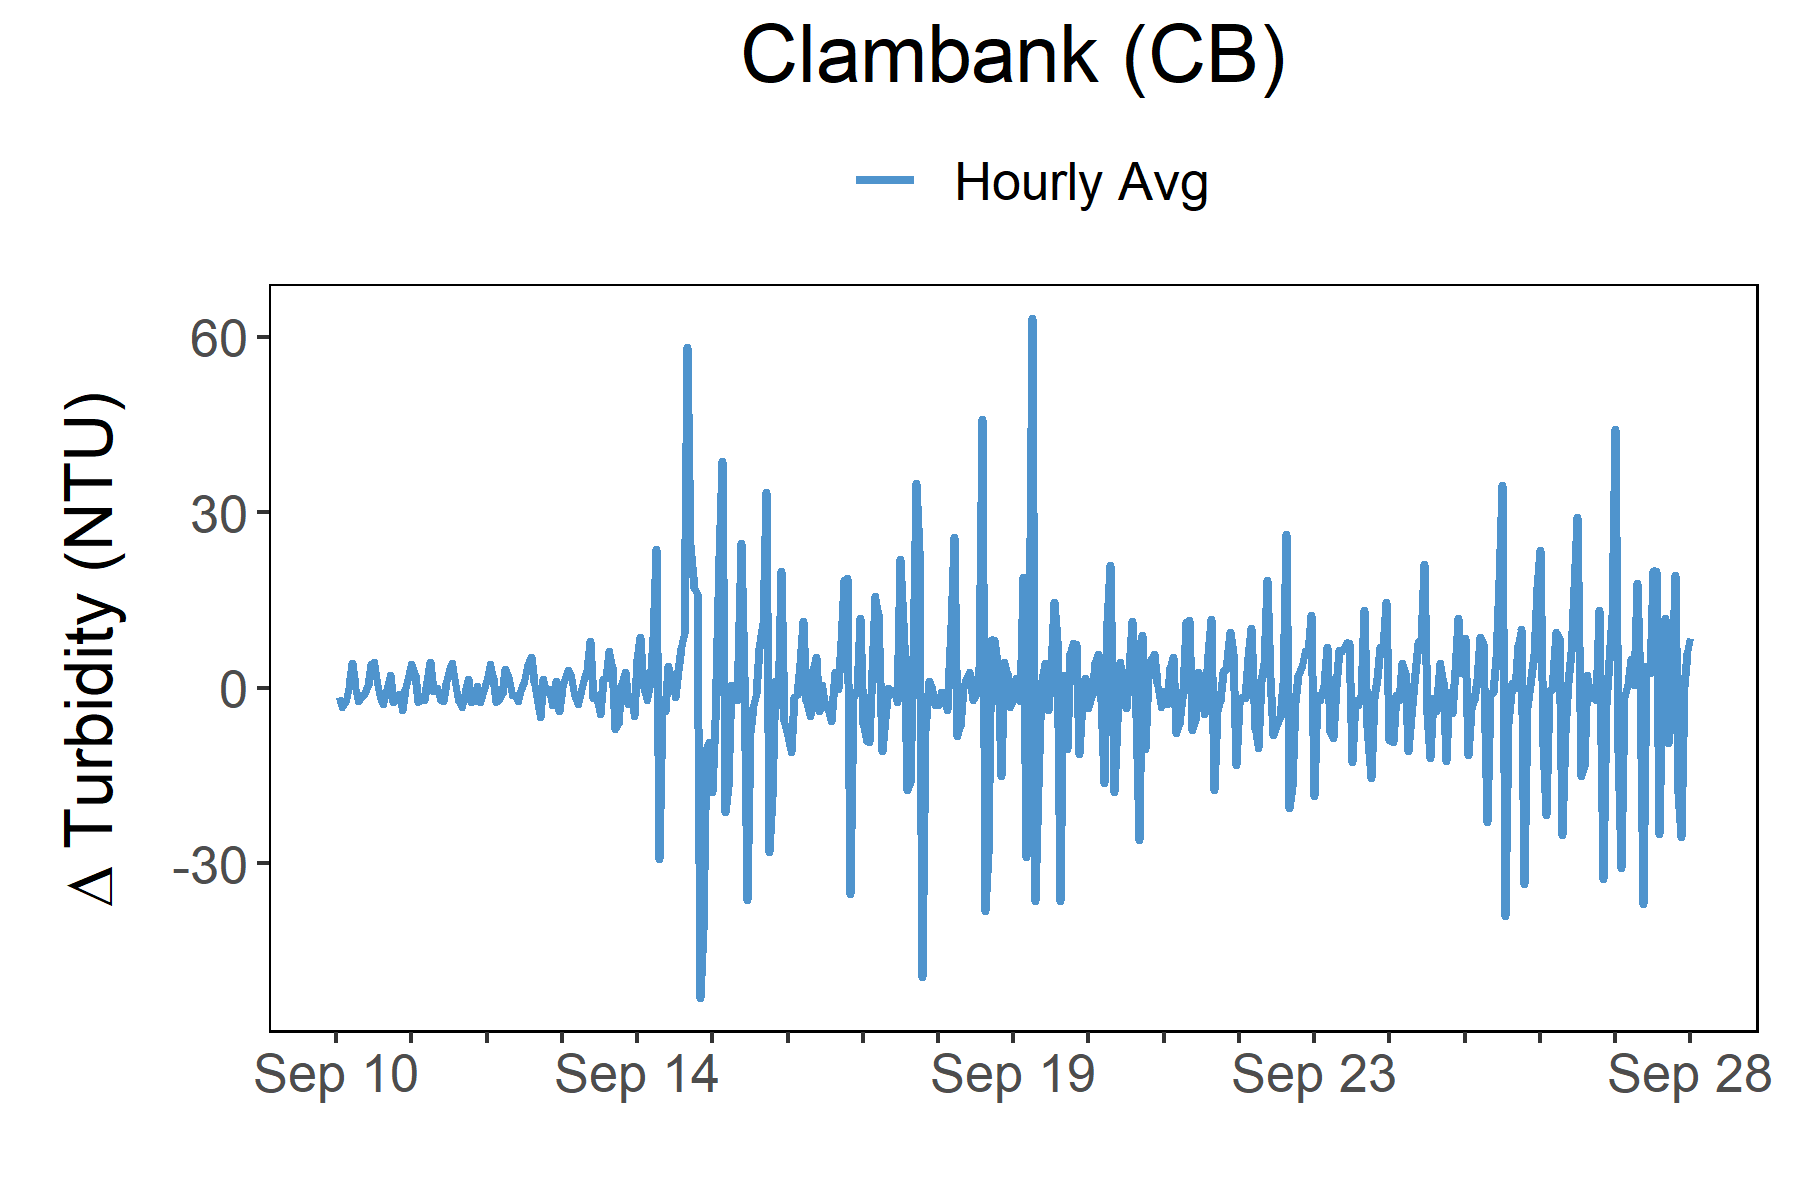 Clambank (CB)
Hourly Avg
Δ Turbidity (NTU)
60
30
0
-30
Sep 10
Sep 14
Sep 19
Sep 23
Sep 28